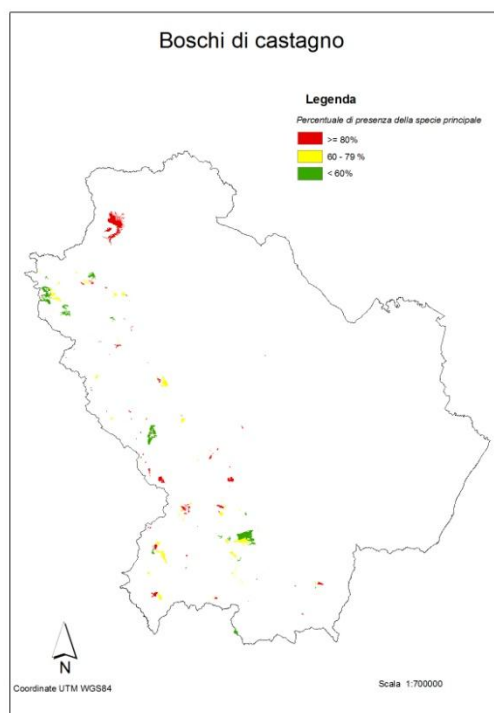 Boschi di castagno
Legenda
Percentuale di presenza della specie principale
>= 80%
60 - 79 %
< 60%
N
Coordinate UTM WGS84
Scala 1:700000